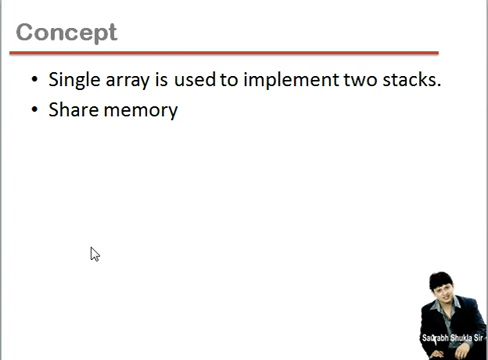 Concept
• Single array is used to implement two stacks.
• Share memory
Saurabh Shukla Sir